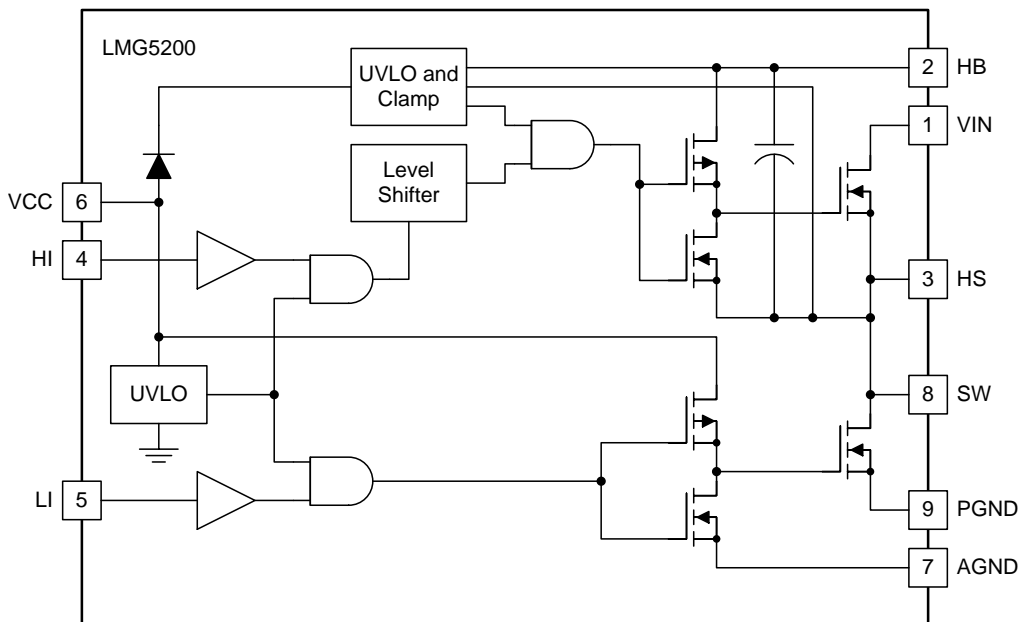 LMG5200
UVLO and
Clamp
2 HB
1 VIN
Level
Shifter
VCC 6
HI 4
3 HS
UVLO
8 SW
LI 5
9 PGND
7 AGND